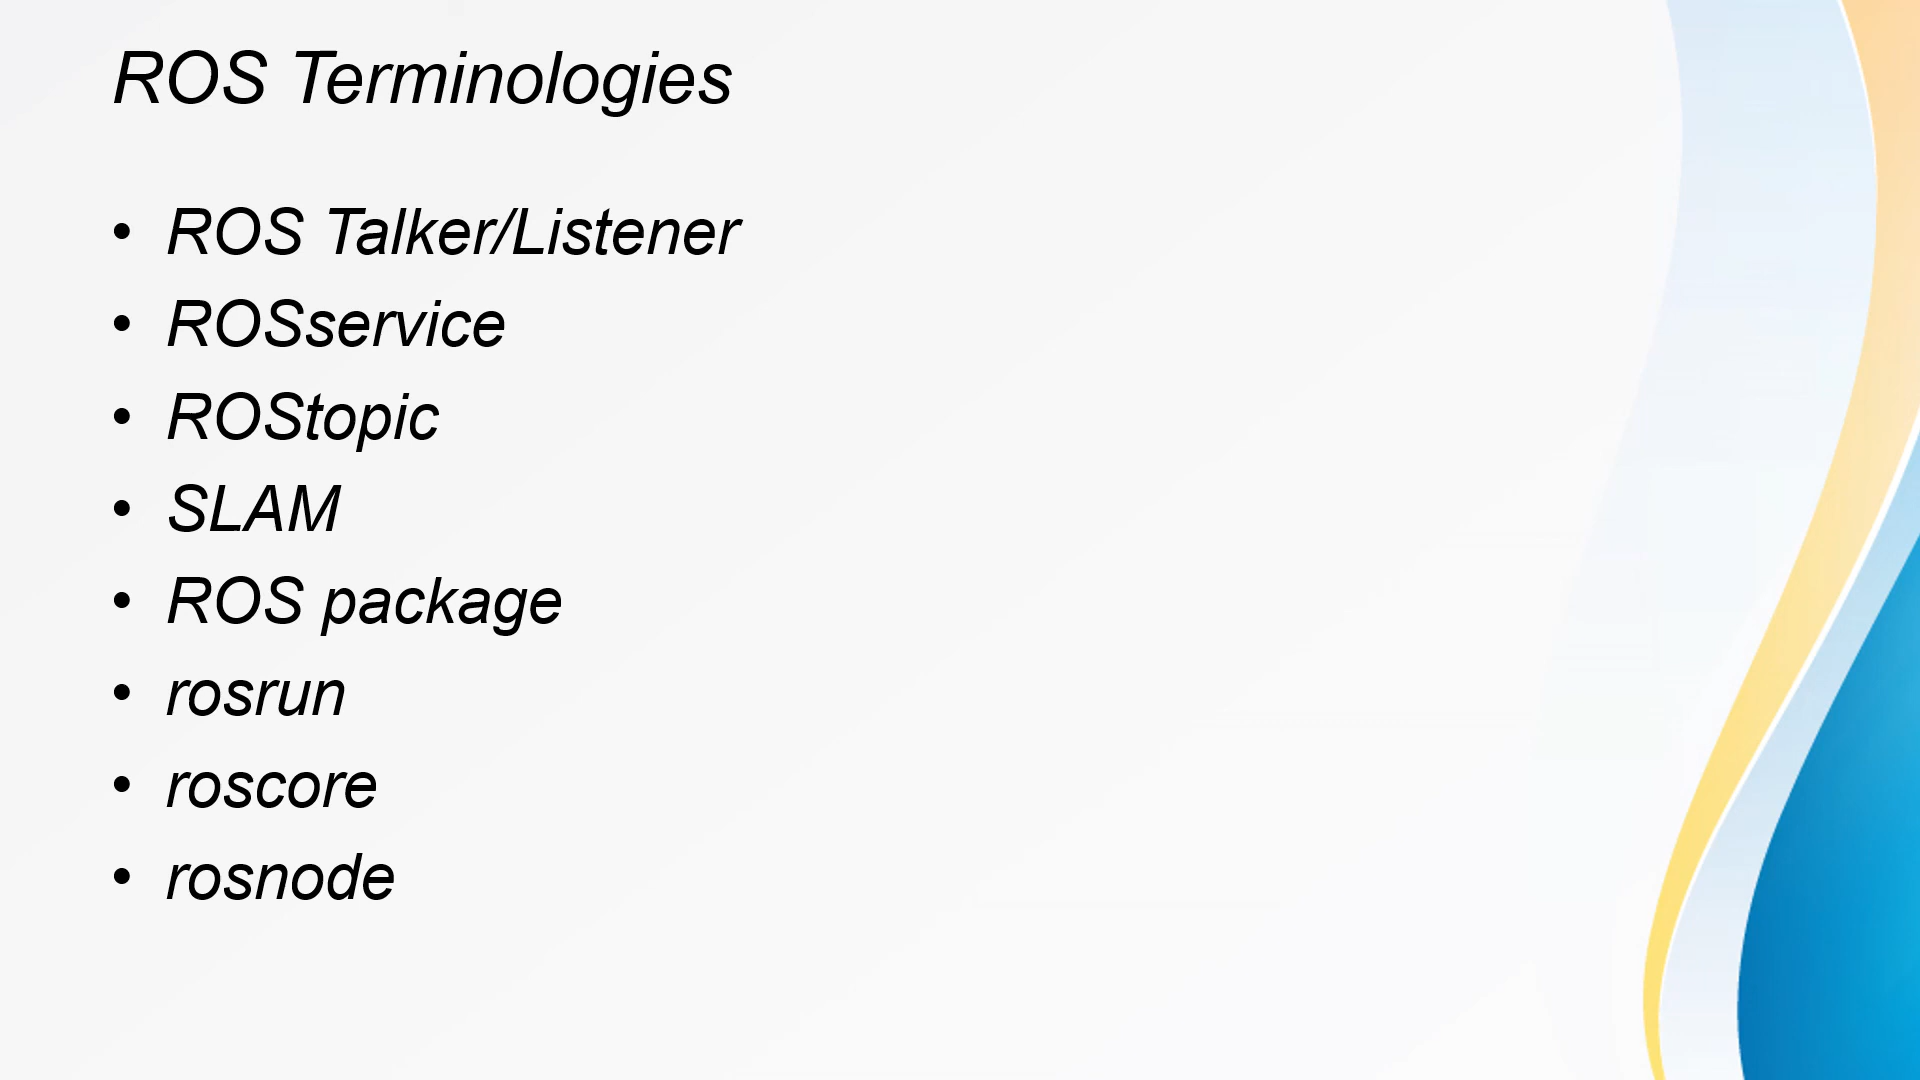 ROS Terminologies
• ROS Talker/Listener
• ROSservice
• ROStopic
• SLAM
• ROS package
• rosrun
• roscore
• rosnode